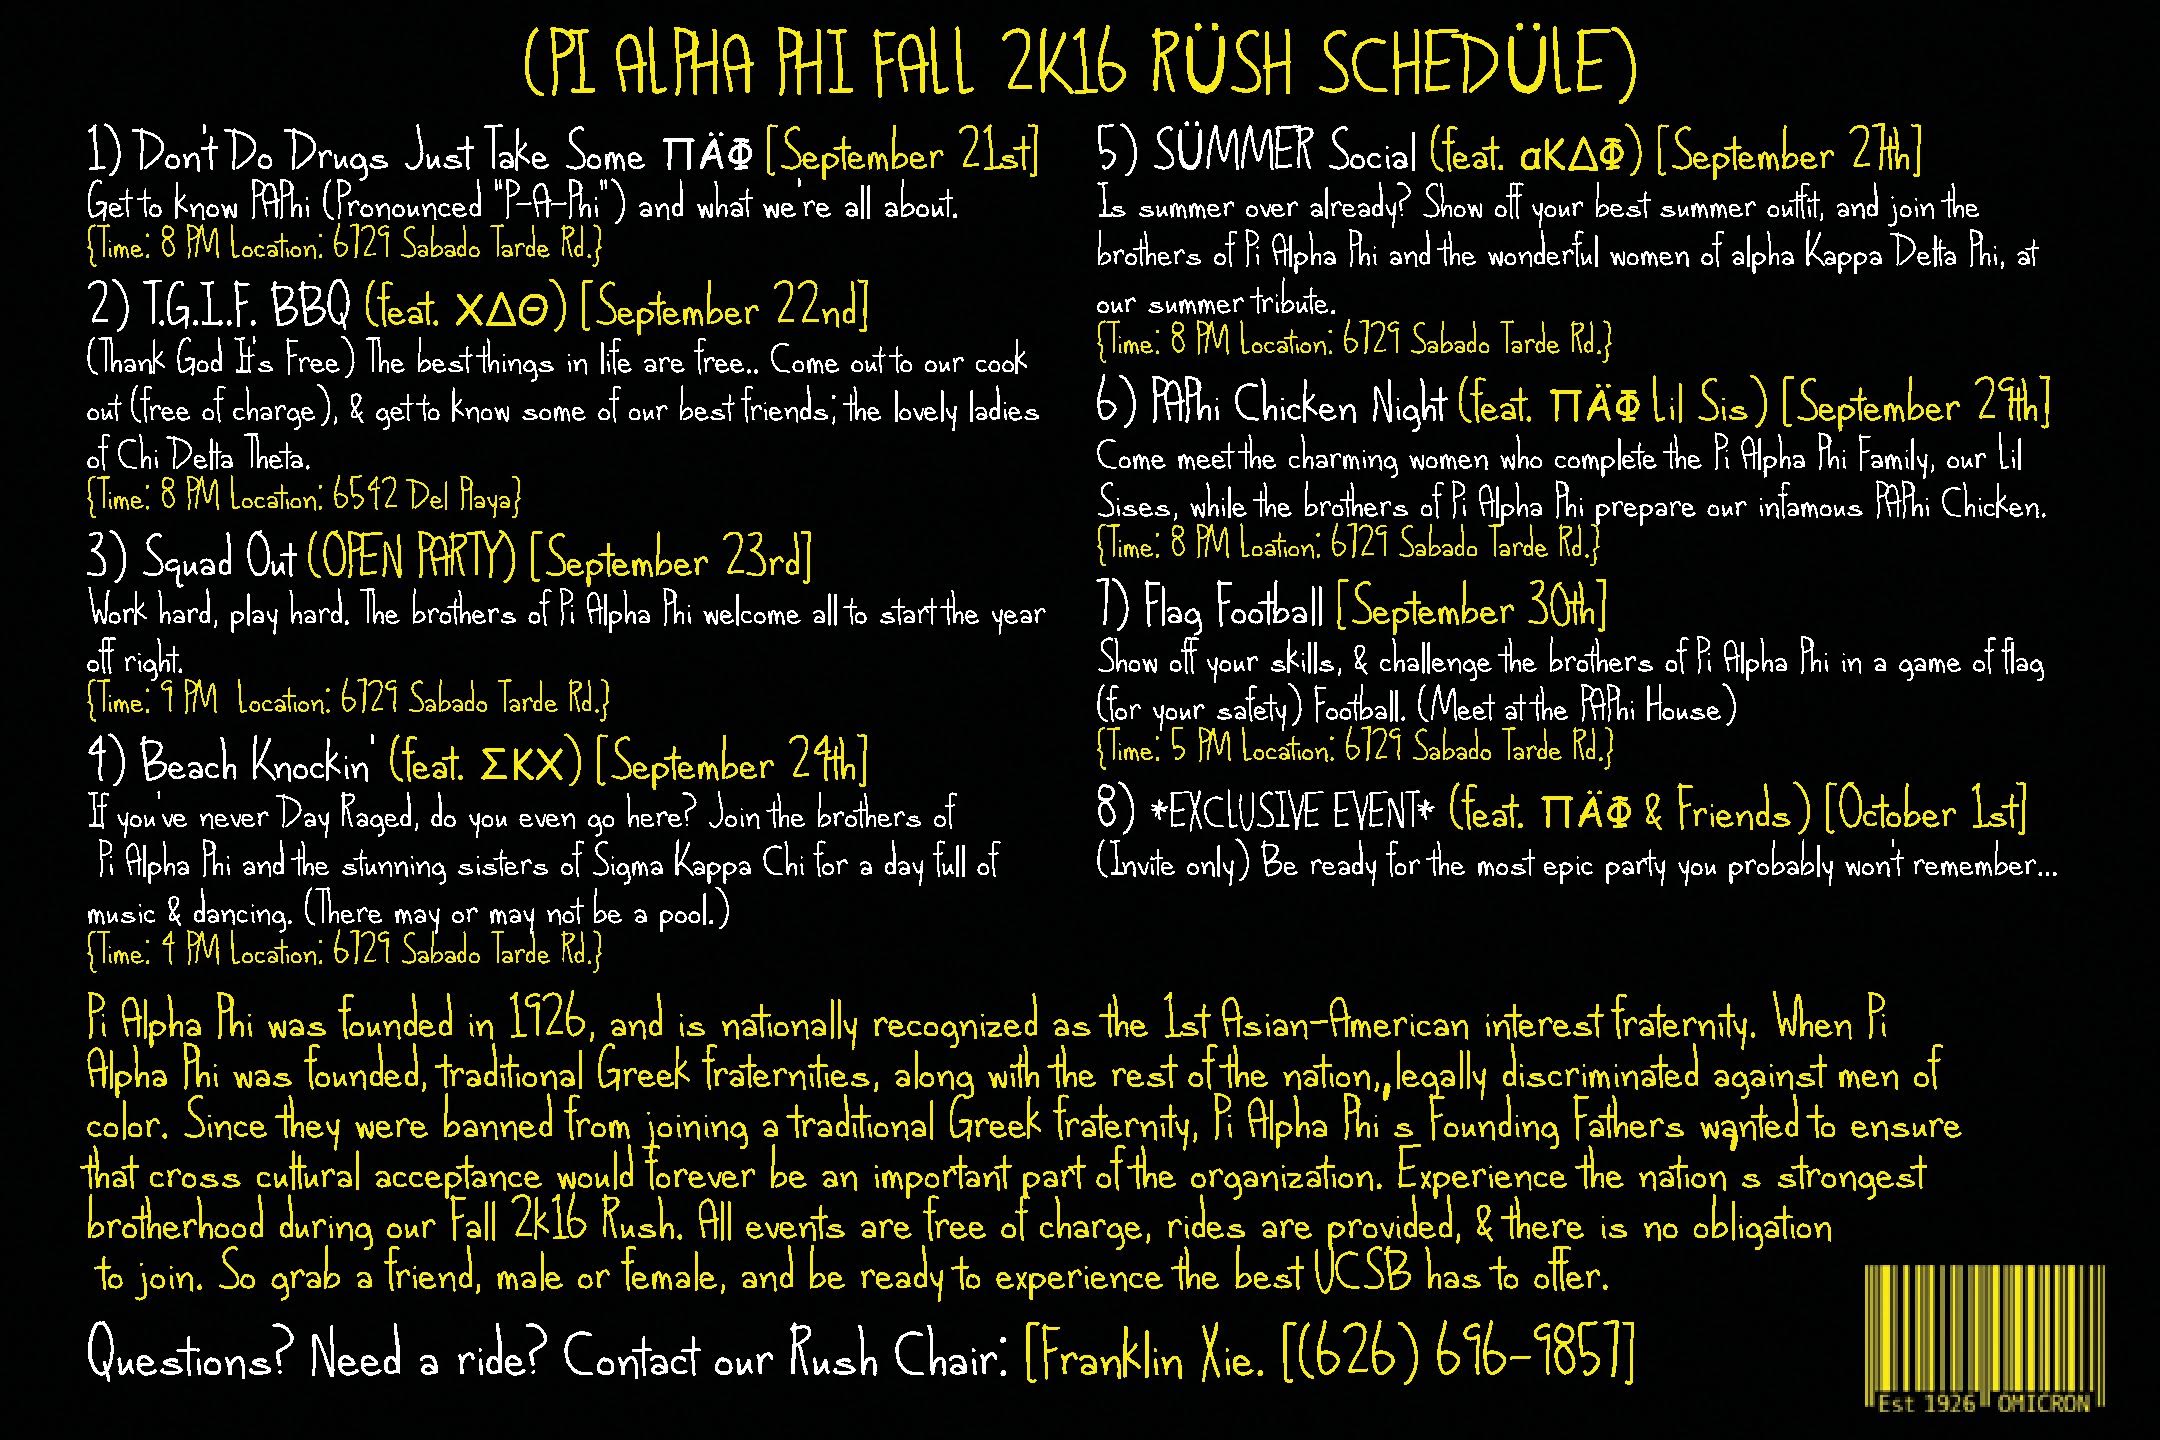 (PI ALPHA PHI FALL 2K16 RÜSH SCHEDÜLE)
1) Don't Do Drugs Just Take Some ΠÄΦ [September 21st]
Get to know PAPhi (Pronounced "P-A-Phi") and what we're all about.
{Time: 8 PM Location: 6729 Sabado Tarde Rd.}
2) T.G.I.F. BBQ (feat. ΧΔΘ) [September 22nd]
(Thank God It's Free) The best things in life are free.. Come out to our cook
out (free of charge), & get to know some of our best friends; the lovely ladies
of Chi Delta Theta.
{Time: 8 PM Location: 6542 Del Playa}
3) Squad Out (OPEN PARTY) [September 23rd]
Work hard, play hard. The brothers of Pi Alpha Phi welcome all to start the year
off right.
{Time: 9 PM Location: 6729 Sabado Tarde Rd.}
4) Beach Knockin' (feat. ΣΚΧ) [September 24th]
If you've never Day Raged, do you even go here? Join the brothers of
Pi Alpha Phi and the stunning sisters of Sigma Kappa Chi for a day full of
music & dancing. (There may or may not be a pool.)
{Time: 4 PM Location: 6729 Sabado Tarde Rd.}
5) SÜMMER Social (feat. αΚΔΦ) [September 27th]
Is summer over already? Show off your best summer outfit, and join the
brothers of Pi Alpha Phi and the wonderful women of alpha Kappa Delta Phi, at
our summer tribute.
{Time: 8 PM Location: 6729 Sabado Tarde Rd.}
6) PAPhi Chicken Night (feat. ΠÄΦ Lil Sis) [September 29th]
Come meet the charming women who complete the Pi Alpha Phi Family, our Lil
Sises, while the brothers of Pi Alpha Phi prepare our infamous PAPhi Chicken.
{Time: 8 PM Loation: 6729 Sabado Tarde Rd.}
7) Flag Football [September 30th]
Show off your skills, & challenge the brothers of Pi Alpha Phi in a game of flag
(for your safety) Football. (Meet at the PAPhi House)
{Time: 5 PM Location: 6729 Sabado Tarde Rd.}
8) *EXCLUSIVE EVENT* (feat. ΠÄΦ & Friends) [October 1st]
(Invite only) Be ready for the most epic party you probably won't remember...
Pi Alpha Phi was founded in 1926, and is nationally recognized as the 1st Asian-American interest fraternity. When Pi
Alpha Phi was founded, traditional Greek fraternities, along with the rest of the nation,,legally discriminated against men of
color. Since they were banned from joining a traditional Greek fraternity, Pi Alpha Phi s Founding Fathers wanted to ensure
that cross cultural acceptance would forever be an important part of the organization. Experience the nation s strongest
brotherhood during our Fall 2k16 Rush. All events are free of charge, rides are provided, & there is no obligation
to join. So grab a friend, male or female, and be ready to experience the best UCSB has to offer.
Questions? Need a ride? Contact our Rush Chair: [Franklin Xie. [(626) 696-9857]
Est 1926 OMICRON